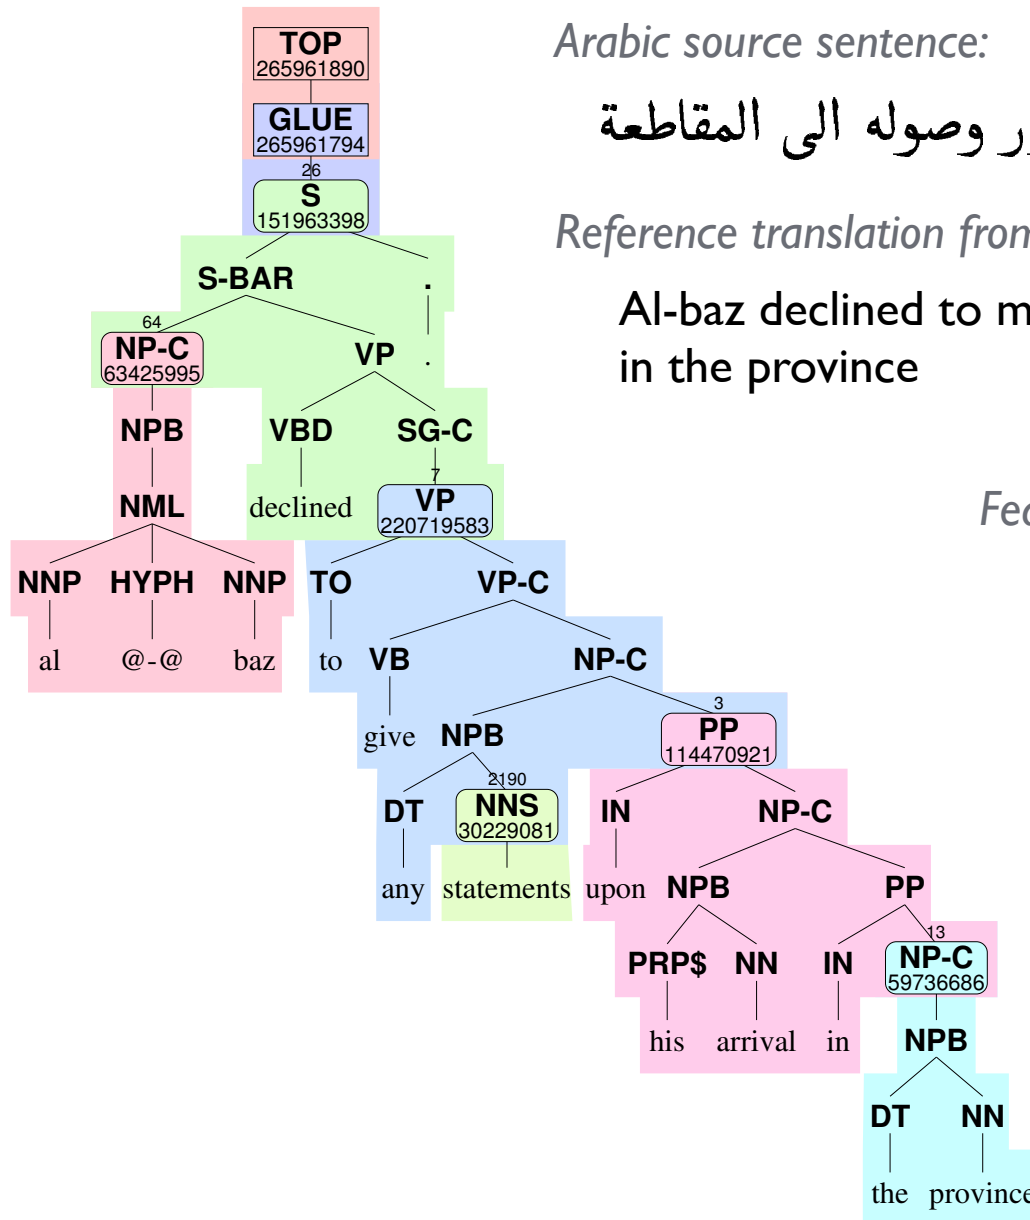 TOP
265961890
Arabic source sentence:
GLUE
265961794
وصوله الى المقاطعة
26
S
151963398
Reference translation from
S-BAR .
Al-baz declined to
64
NP-C
63425995
VP .
in the province
NPB VBD SG-C
7
NML declined VP
220719583
NNP HYPH NNP TO VP-C
al @-@ baz to VB NP-C
3
give NPB PP
114470921
2190
DT NNS
30229081
IN NP-C
any statements upon NPB PP
13
PRP$ NN IN NP-C
59736686
his arrival in NPB
DT NN
the province